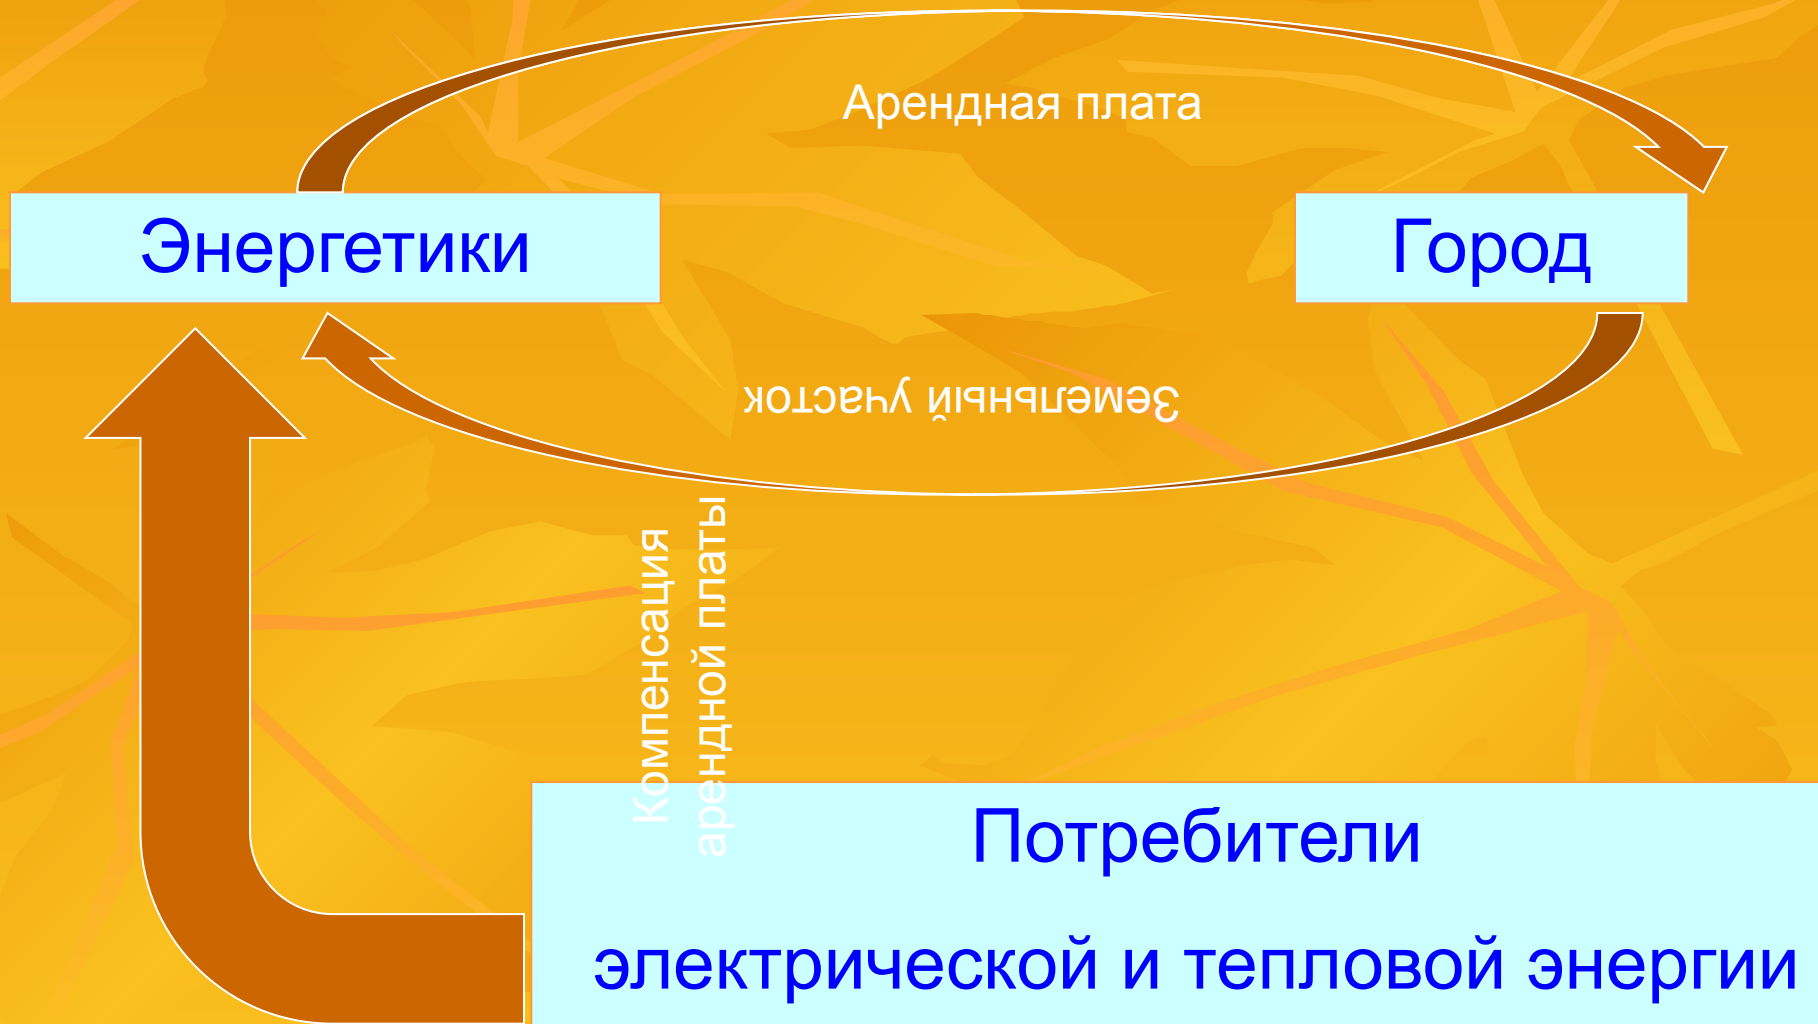 Арендная плата
Энергетики
Город
Земельный участок
Компенсация
арендной платы
Потребители
электрической и тепловой энергии